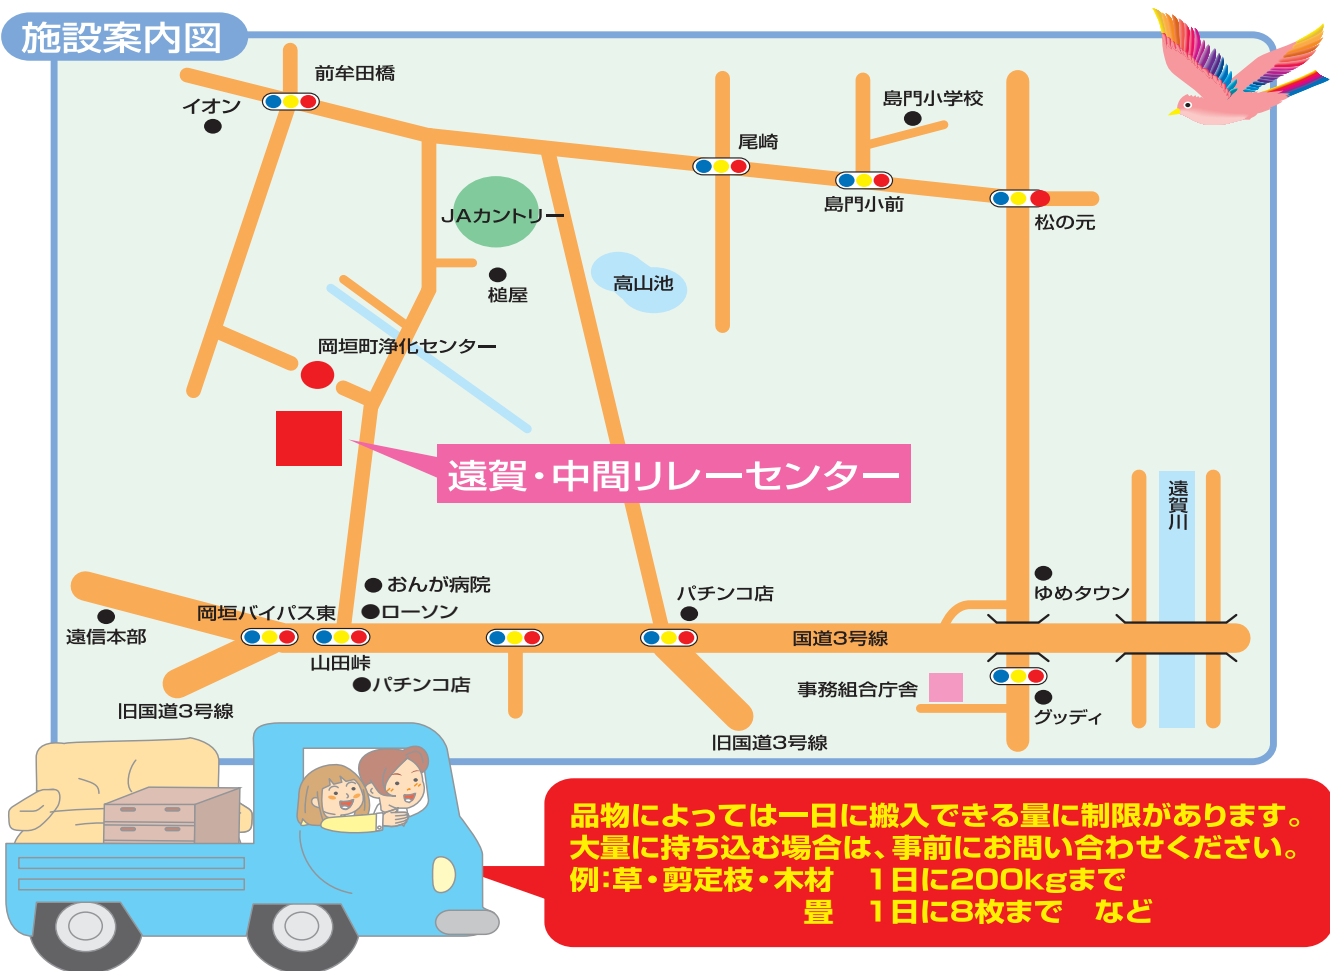 施設案内図
前牟田橋
イオン
島門小学校
尾崎
島門小前
松の元
JAカントリー
高山池
槌屋
岡垣町浄化センター
遠賀・中間リレーセンター
遠賀川
おんが病院
パチンコ店
ゆめタウン
岡垣バイパス東
ローソン
遠信本部
国道3号線
山田峠
パチンコ店
事務組合庁舎
旧国道3号線
グッディ
旧国道3号線
品物によっては一日に搬入できる量に制限があります。
大量に持ち込む場合は、事前にお問い合わせください。
例：草・剪定枝・木材　1日に200kgまで
畳　1日に8枚まで　など